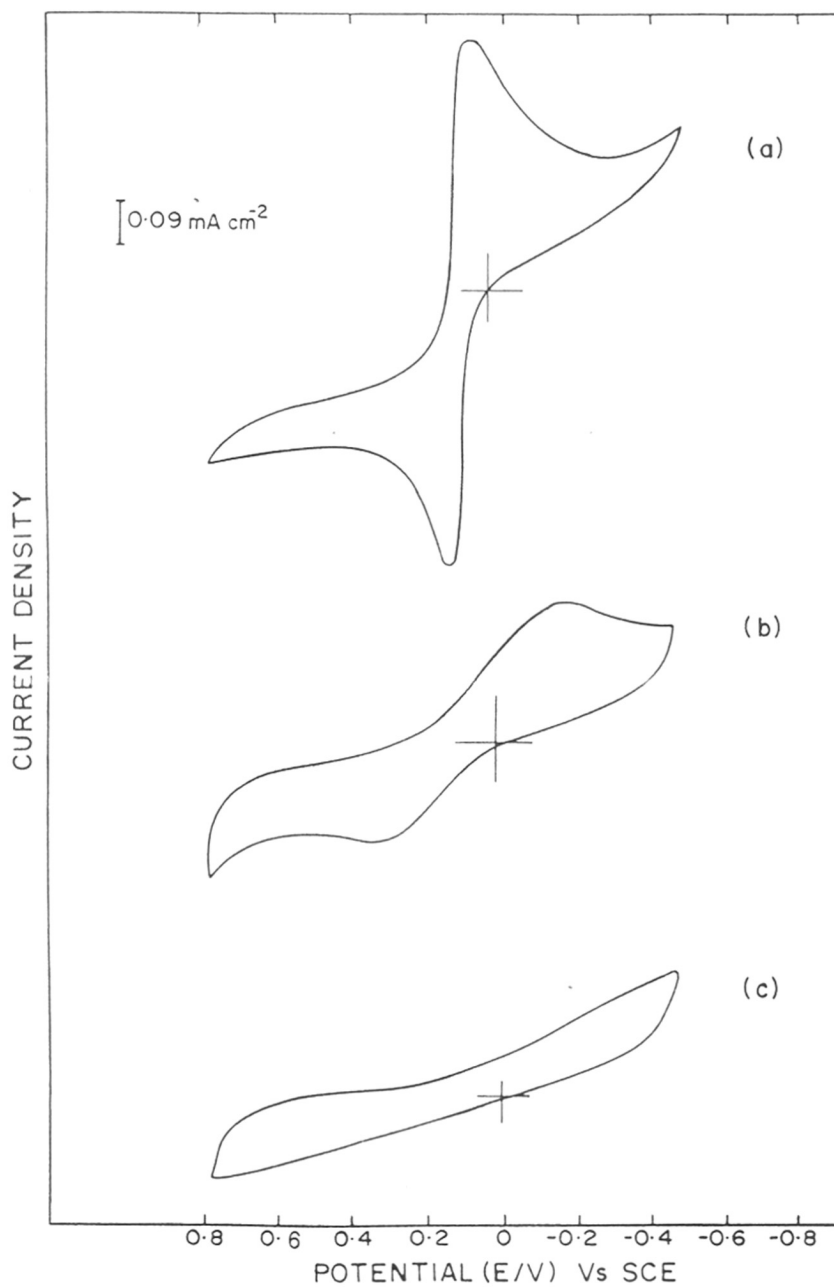 (a)
0·09 mA cm-2
(b)
(c)
CURRENT DENSITY
0·8 0·6 0·4 0·2 0 -0·2 -0·4 -0·6 -0·8
POTENTIAL (E/V) Vs SCE